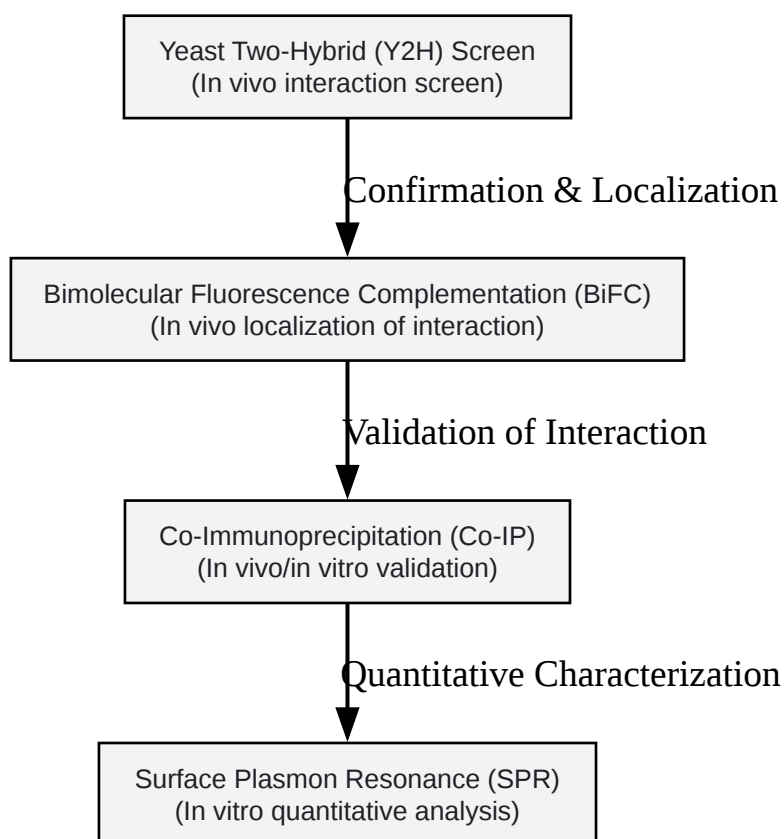 Yeast Two-Hybrid (Y2H) Screen
(In vivo interaction screen)
Confirmation & Localization
Bimolecular Fluorescence Complementation (BiFC)
(In vivo localization of interaction)
Validation of Interaction
Co-Immunoprecipitation (Co-IP)
(In vivo/in vitro validation)
Quantitative Characterization
Surface Plasmon Resonance (SPR)
(In vitro quantitative analysis)